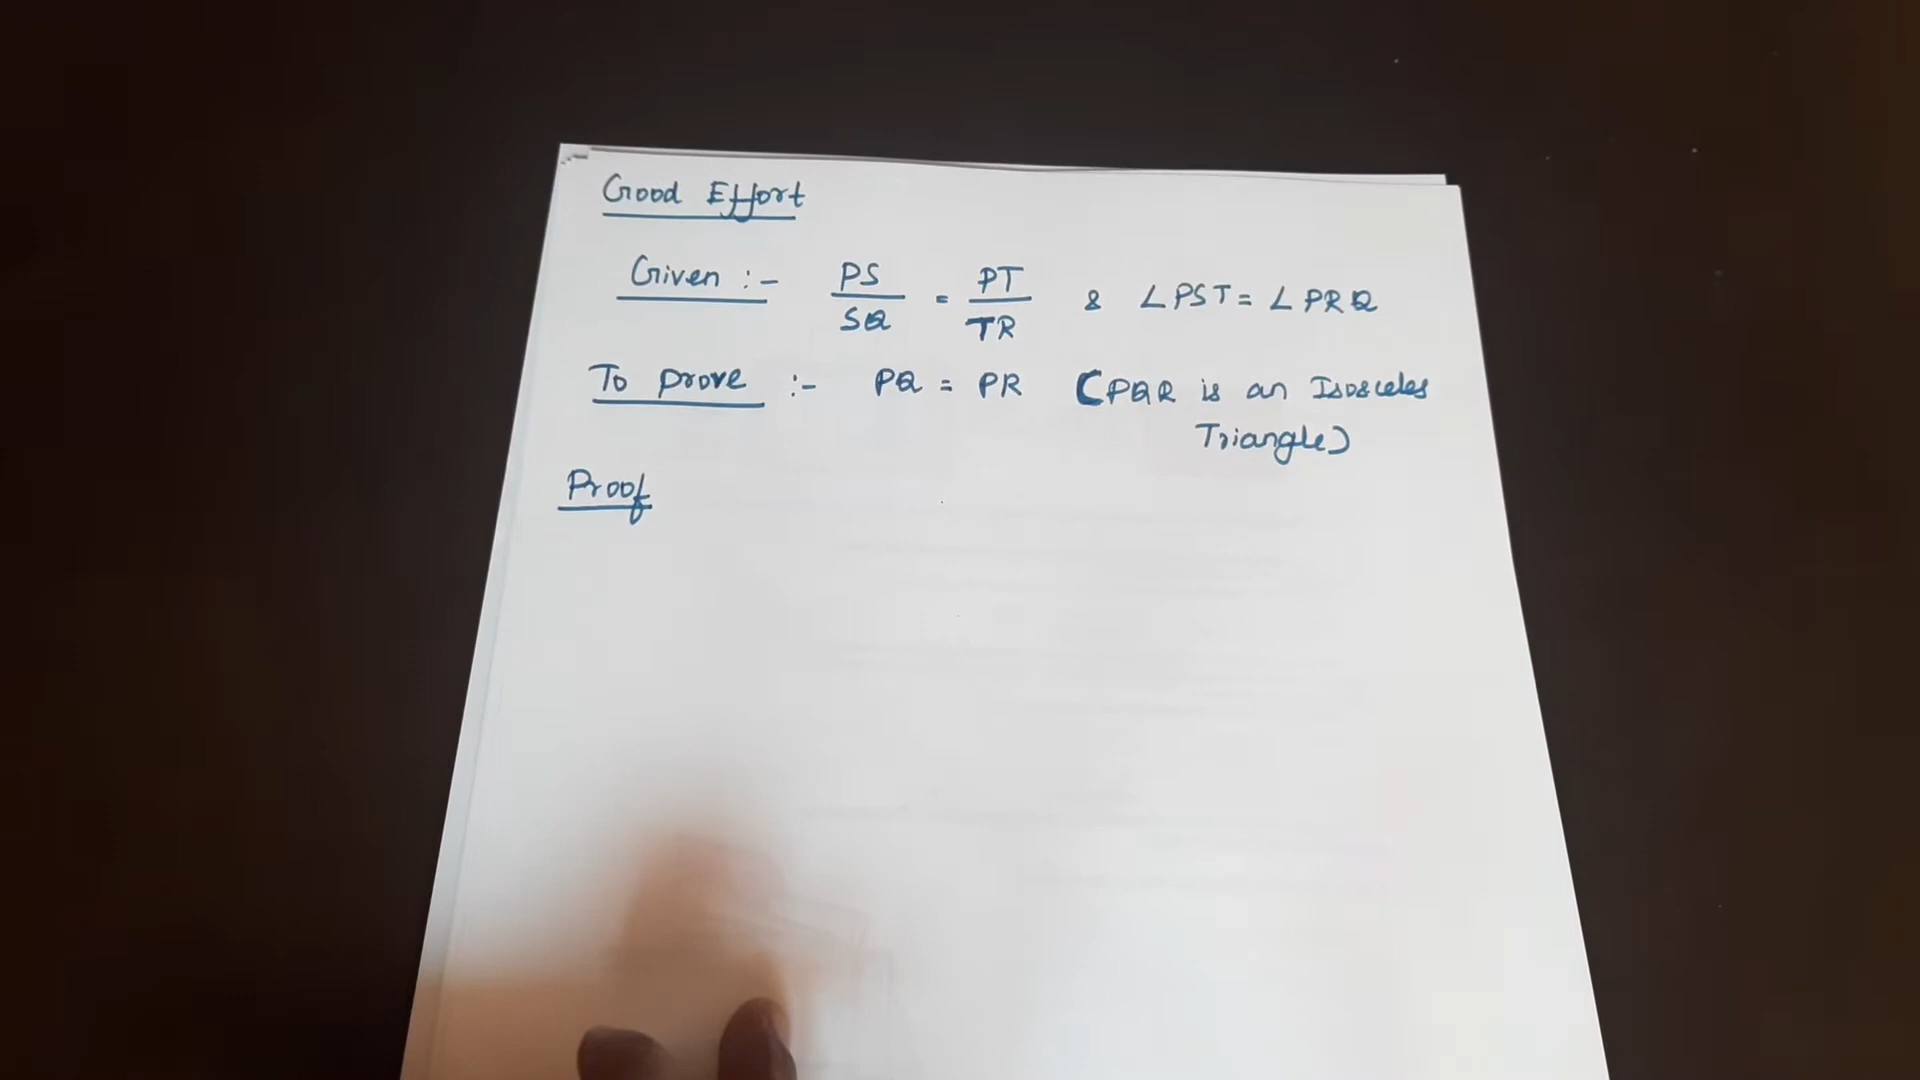 Good Effort
Given :- PS/SQ = PT/TR & ∠PST = ∠PRQ
To prove :- PQ = PR (PQR is an Isosceles
Triangle)
Proof